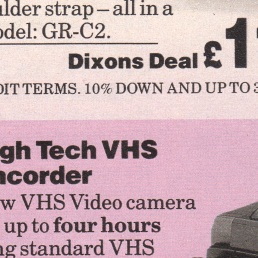 ulder strap – all in a
odel: GR-C2.
Dixons Deal £1
DIT TERMS. 10% DOWN AND UP TO 3
gh Tech VHS
ncorder
w VHS Video camera
up to four hours
ng standard VHS